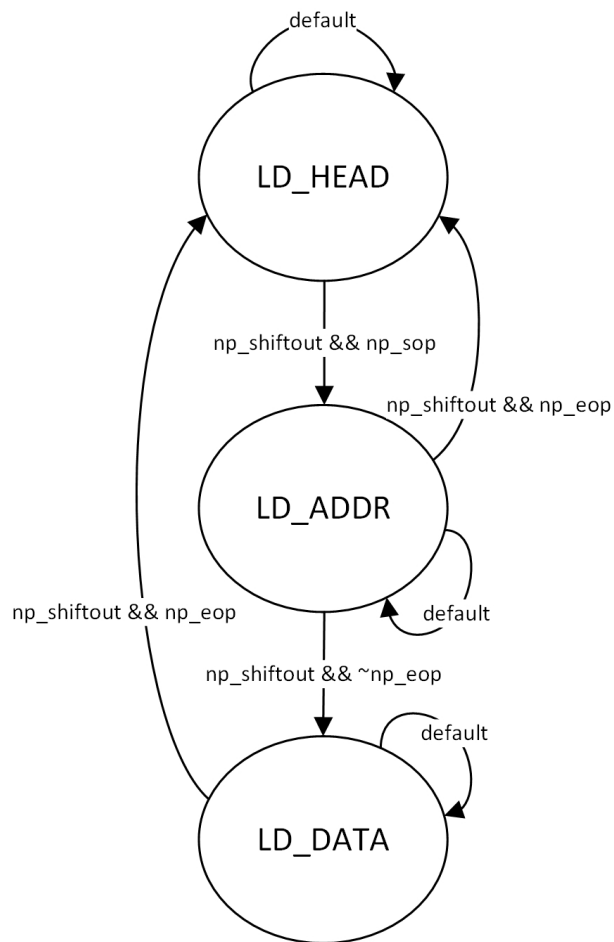 default
LD_HEAD
np_shiftout && np_sop
np_shiftout && np_eop
LD_ADDR
default
np_shiftout && np_eop
np_shiftout && ~np_eop
default
LD_DATA